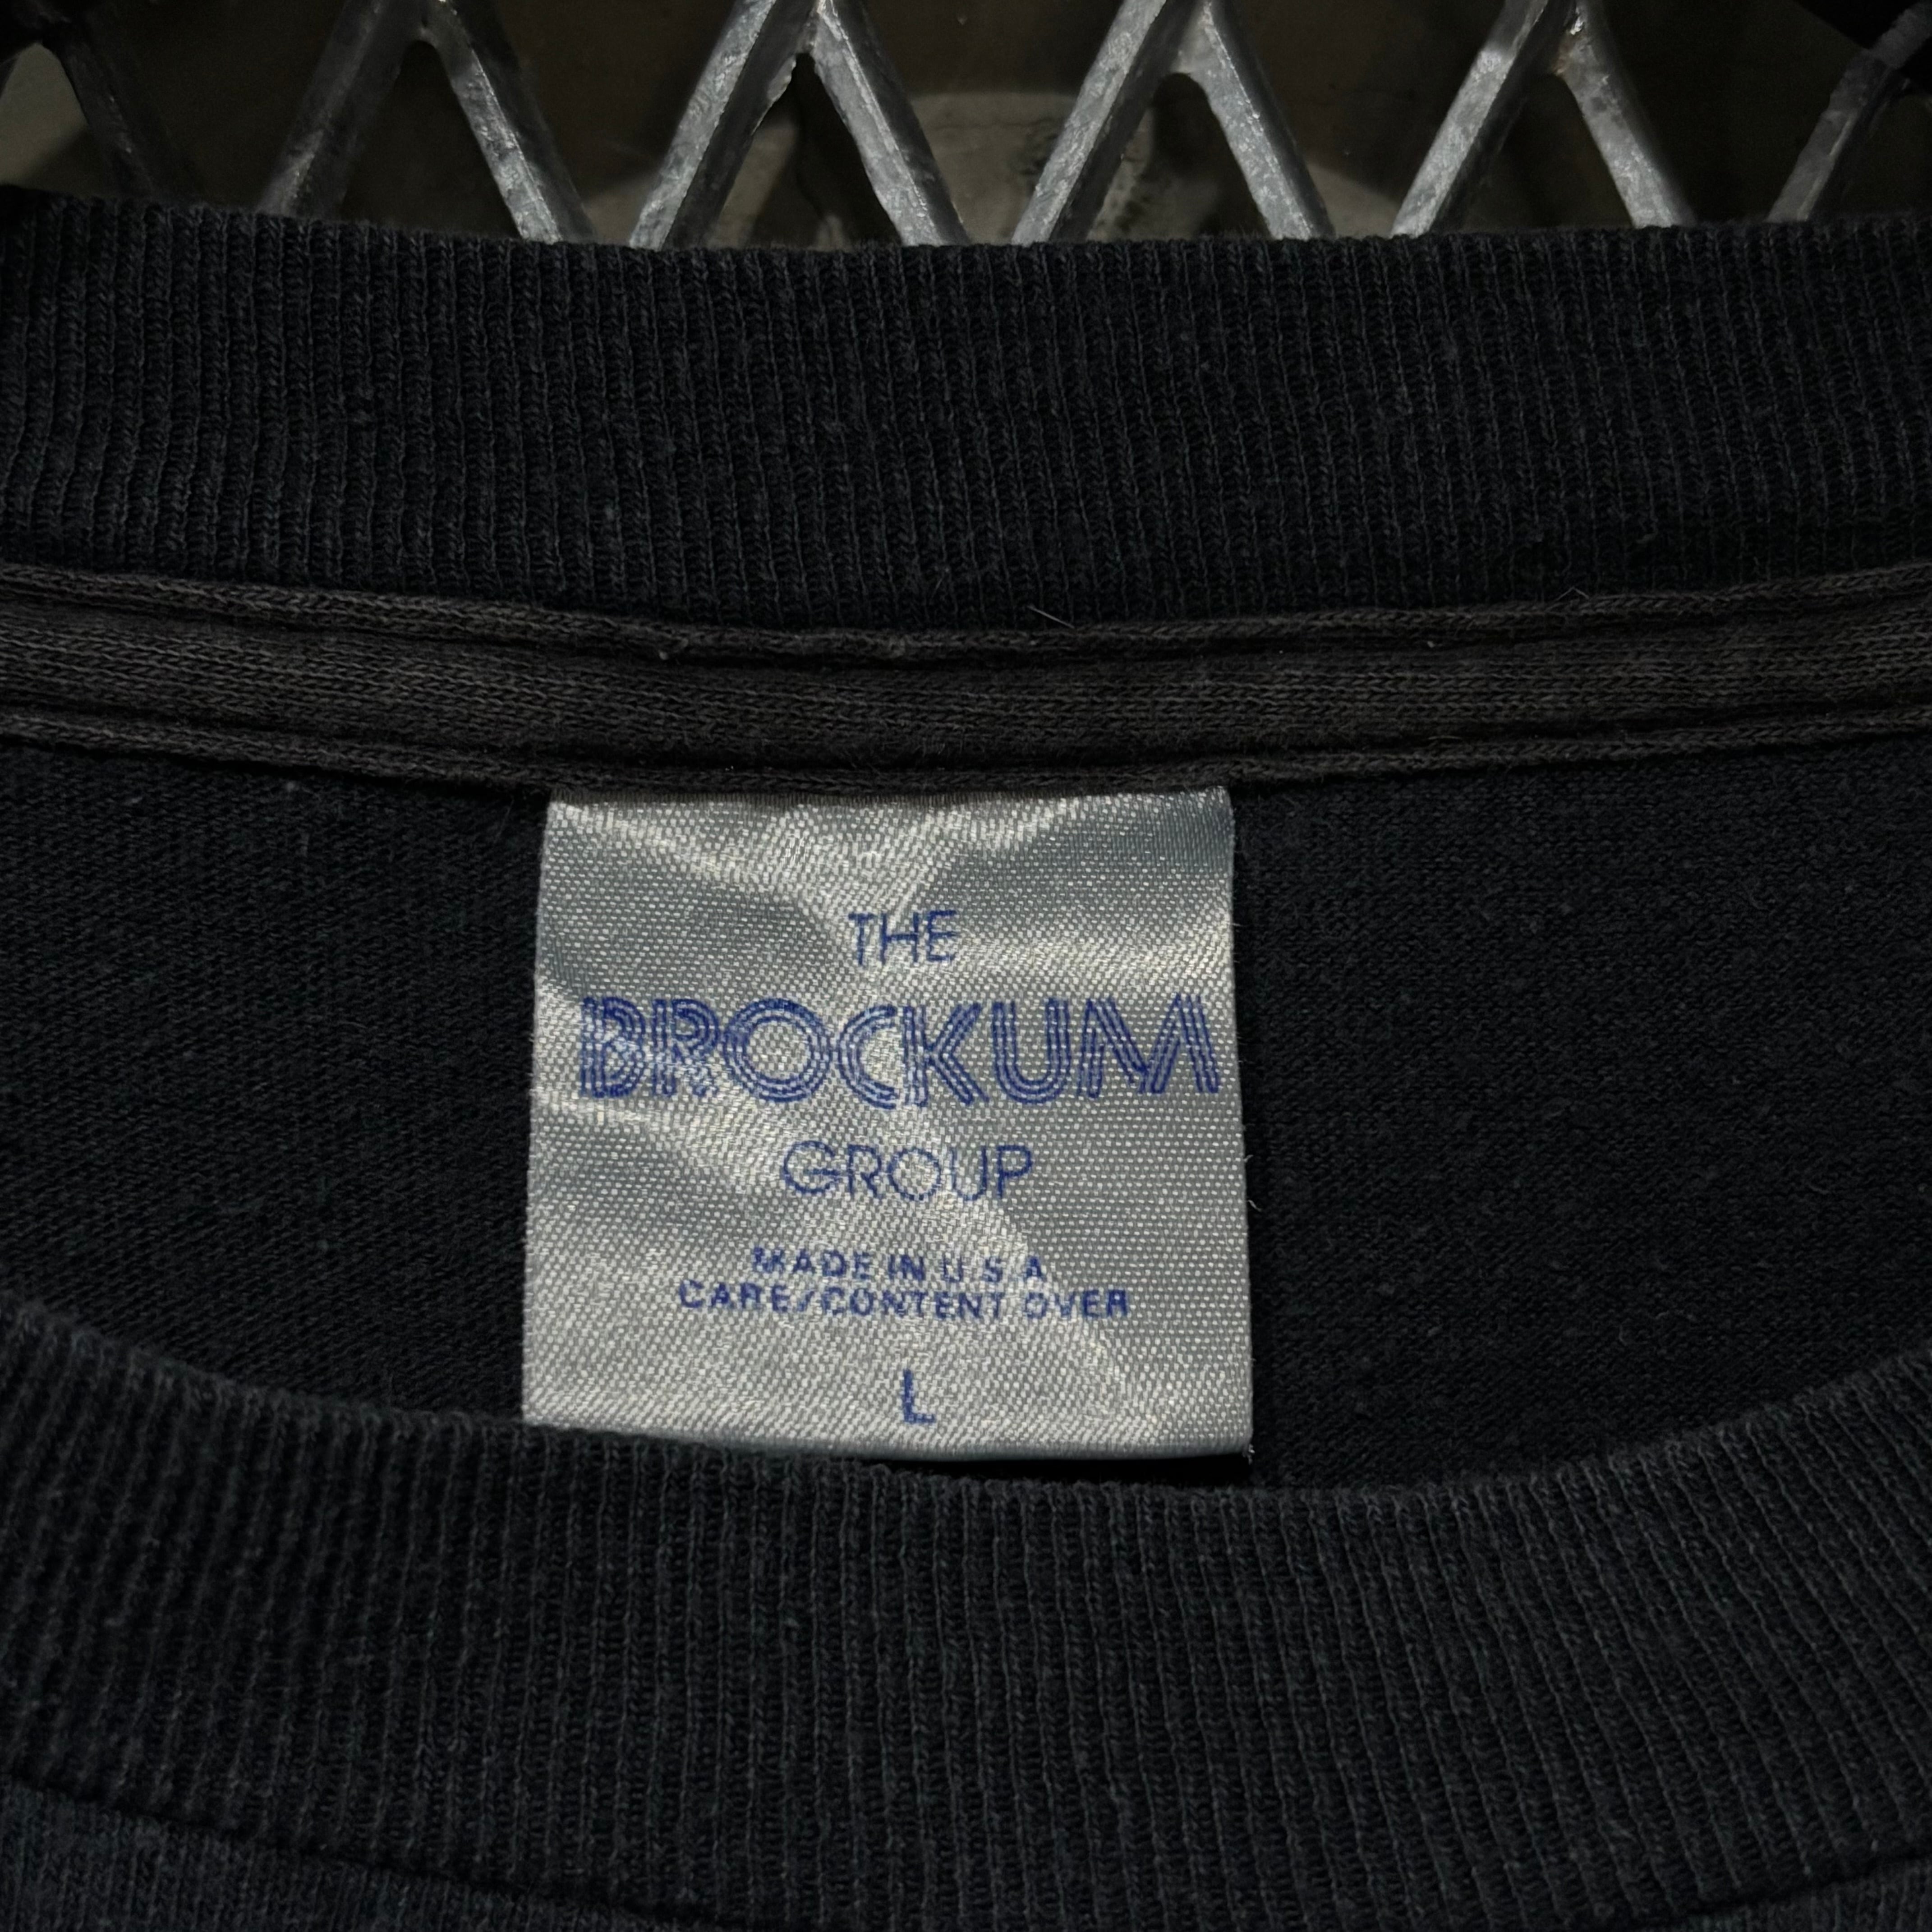 THE
BROCKUM
GROUP
MADE IN U.S.A
CARE/CONTENT OVER
L